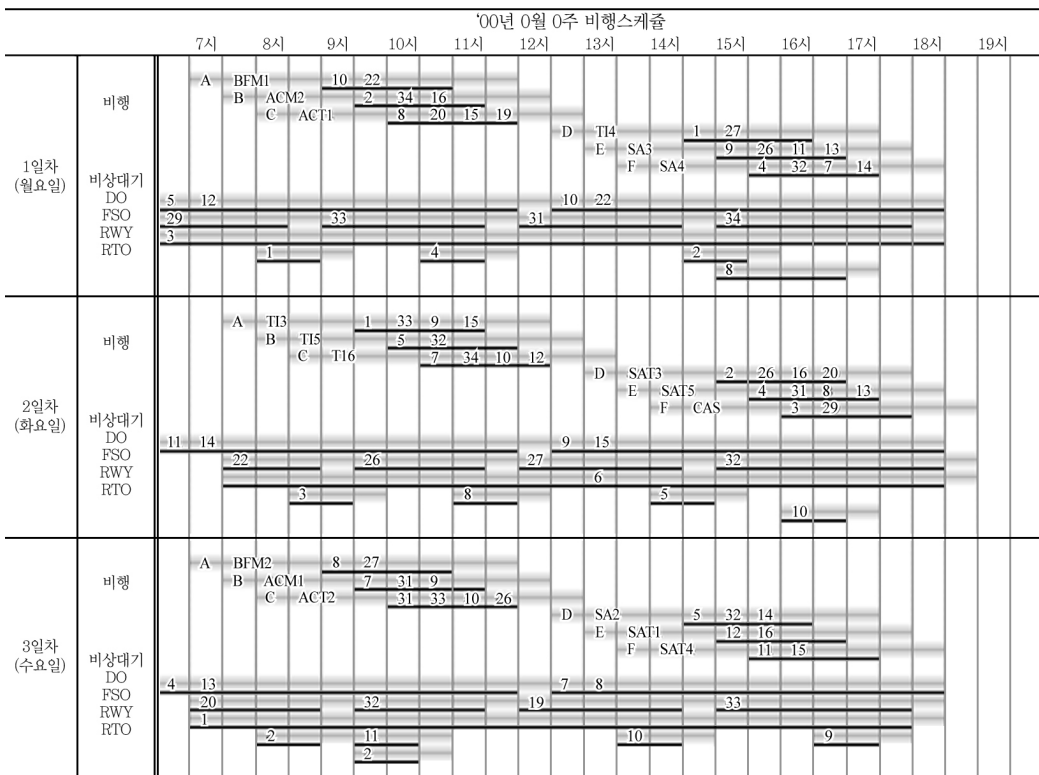 ‘00년 0월 0주 비행스케쥴
7시 8시 9시 10시 11시 12시 13시 14시 15시 16시 17시 18시 19시
1일차
(월요일)
비행
A BFM1 10 22
B ACM2 2 34 16
C ACT1 8 20 15 19
D TI4 1 27
E SA3 9 26 11 13
F SA4 4 32 7 14
비상대기
DO
FSO
RWY
RTO
5 12 10 22
29 33 31 34
3
1 4 2
8
2일차
(화요일)
비행
A TI3 1 33 9 15
B TI5 5 32
C T16 7 34 10 12
D SAT3 2 26 16 20
E SAT5 4 31 8 13
F CAS 3 29
비상대기
DO
FSO
RWY
RTO
11 14 9 15
22 26 27 32
6
3 8 5
10
3일차
(수요일)
비행
A BFM2 8 27
B ACM1 7 31 9
C ACT2 31 33 10 26
D SA2 5 32 14
E SAT1 12 16
F SAT4 11 15
비상대기
DO
FSO
RWY
RTO
4 13 7 8
20 32 19 33
1
2 11 10 9
2